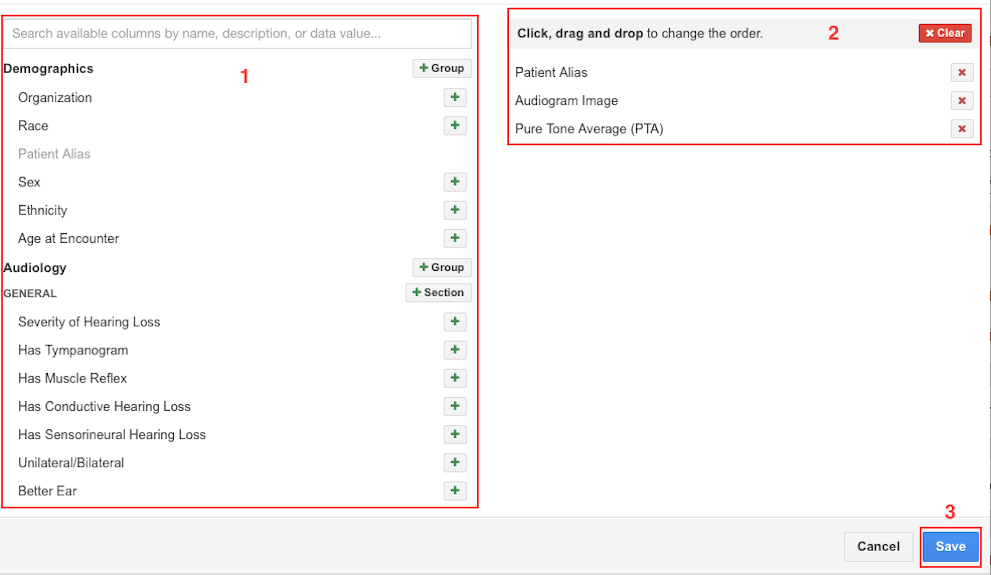 Search available columns by name, description, or data value...
1
Demographics
+ Group
Organization
+
Race
+
Patient Alias
Sex
+
Ethnicity
+
Age at Encounter
+
Audiology
+ Group
GENERAL
+ Section
Severity of Hearing Loss
+
Has Tympanogram
+
Has Muscle Reflex
+
Has Conductive Hearing Loss
+
Has Sensorineural Hearing Loss
+
Unilateral/Bilateral
+
Better Ear
+
Click, drag and drop to change the order.
2
× Clear
Patient Alias
×
Audiogram Image
×
Pure Tone Average (PTA)
×
3
Cancel
Save